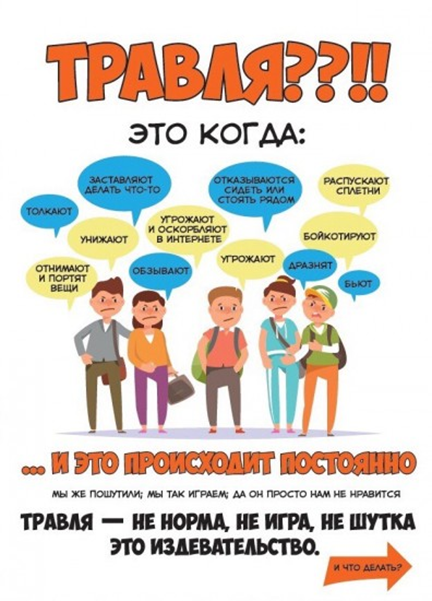 ТРАВЛЯ??!!
ЭТО КОГДА:
ЗАСТАВЛЯЮТ
ДЕЛАТЬ ЧТО-ТО
ОТКАЗЫВАЮТСЯ
СИДЕТЬ ИЛИ
СТОЯТЬ РЯДОМ
РАСПУСКАЮТ
СПЛЕТНИ
ТОЛКАЮТ
УНИЖАЮТ
УГРОЖАЮТ
И ОСКОРБЛЯЮТ
В ИНТЕРНЕТЕ
БОЙКОТИРУЮТ
ОТНИМАЮТ
И ПОРТЯТ
ВЕЩИ
ОБЗЫВАЮТ
УГРОЖАЮТ
ДРАЗНЯТ
БЬЮТ
... И ЭТО ПРОИСХОДИТ ПОСТОЯННО
МЫ ЖЕ ПОШУТИЛИ; МЫ ТАК ИГРАЕМ; ДА ОН ПРОСТО НАМ НЕ НРАВИТСЯ
ТРАВЛЯ — НЕ НОРМА, НЕ ИГРА, НЕ ШУТКА
ЭТО ИЗДЕВАТЕЛЬСТВО.
И ЧТО ДЕЛАТЬ?